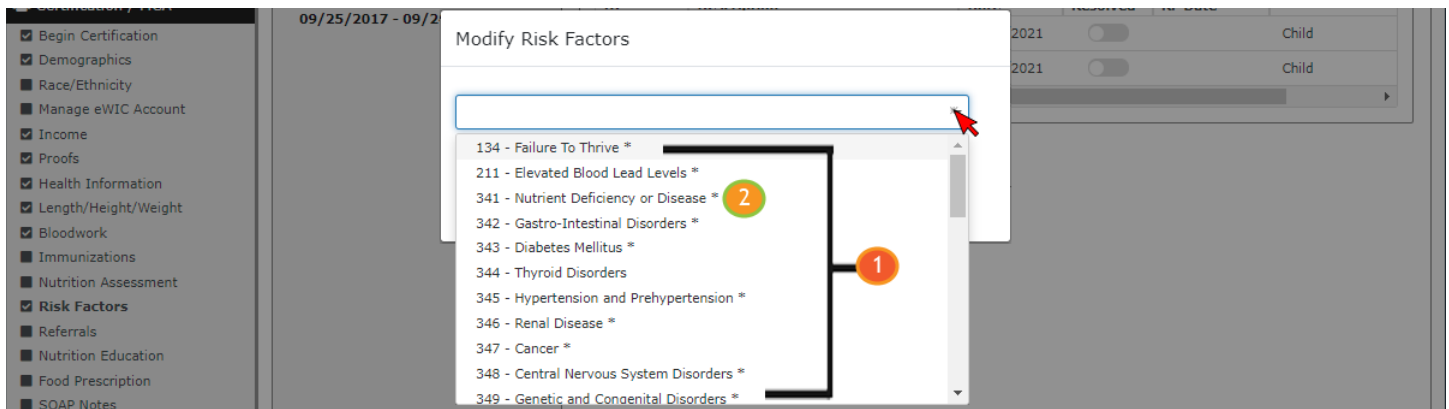 Begin Certification
Demographics
Race/Ethnicity
Manage eWIC Account
Income
Proofs
Health Information
Length/Height/Weight
Bloodwork
Immunizations
Nutrition Assessment
Risk Factors
Referrals
Nutrition Education
Food Prescription
SOAP Notes
09/25/2017 - 09/2
Modify Risk Factors
134 - Failure To Thrive *
211 - Elevated Blood Lead Levels *
341 - Nutrient Deficiency or Disease * 2
342 - Gastro-Intestinal Disorders *
343 - Diabetes Mellitus *
1
344 - Thyroid Disorders
345 - Hypertension and Prehypertension *
346 - Renal Disease *
347 - Cancer *
348 - Central Nervous System Disorders *
349 - Genetic and Congenital Disorders *
2021 Child
2021 Child